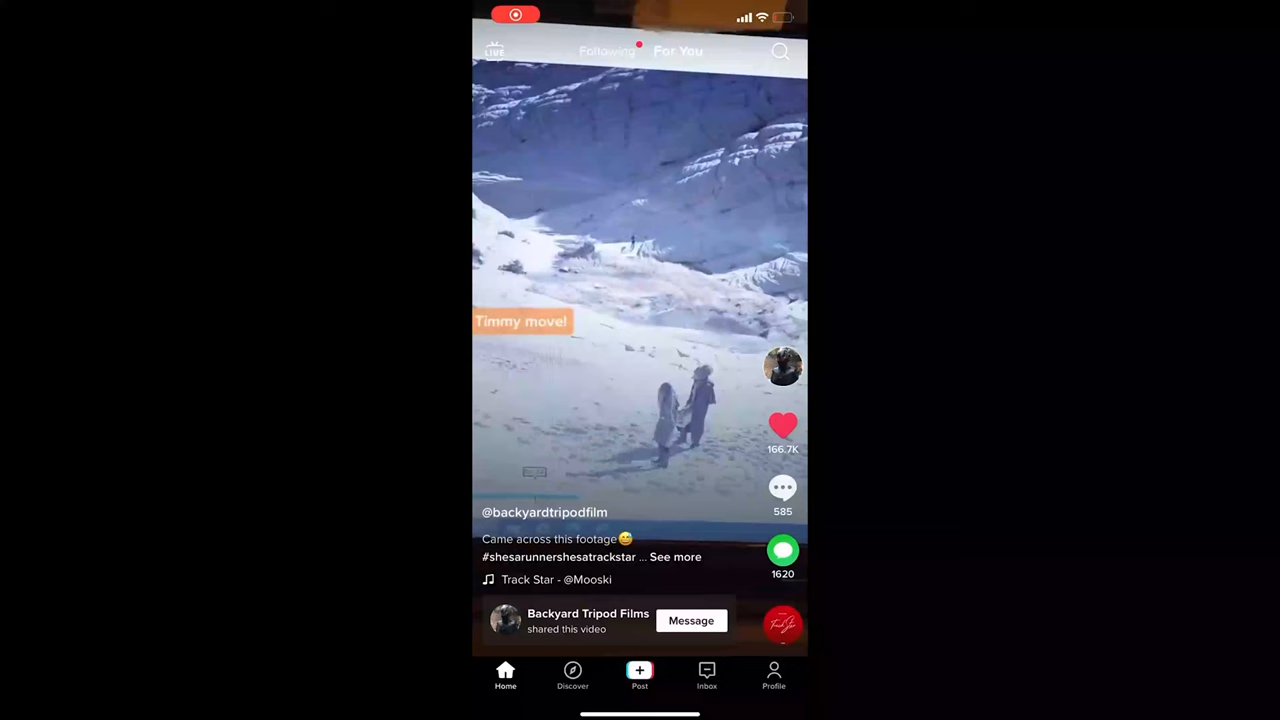 LIVE
Following
For You
Timmy move!
166.7K
585
1620
@backyardtripodfilm
Came across this footage😅
#shesarunnershesatrackstar ... See more
Track Star - @Mooski
Backyard Tripod Films
shared this video
Message
Home
Discover
Post
Inbox
Profile